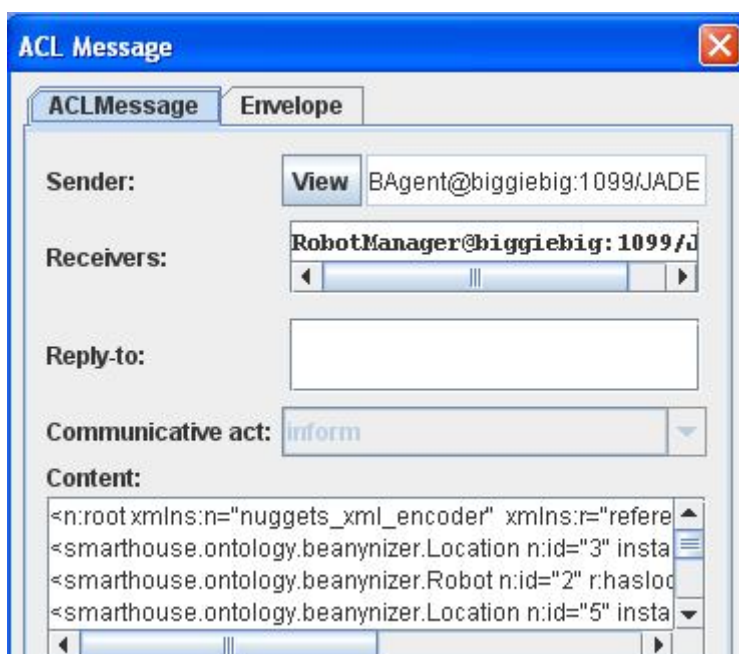 ACL Message
ACLMessage Envelope
Sender: View BAgent@biggiebig:1099/JADE
Receivers: RobotManager@biggiebig:1099/J
Reply-to:
Communicative act: inform
Content:
<n:root xmlns:n="nuggets_xml_encoder" xmlns:r="refere
<smarthouse.ontology.beanynizer.Location n:id="3" insta
<smarthouse.ontology.beanynizer.Robot n:id="2" r:hasloc
<smarthouse.ontology.beanynizer.Location n:id="5" insta